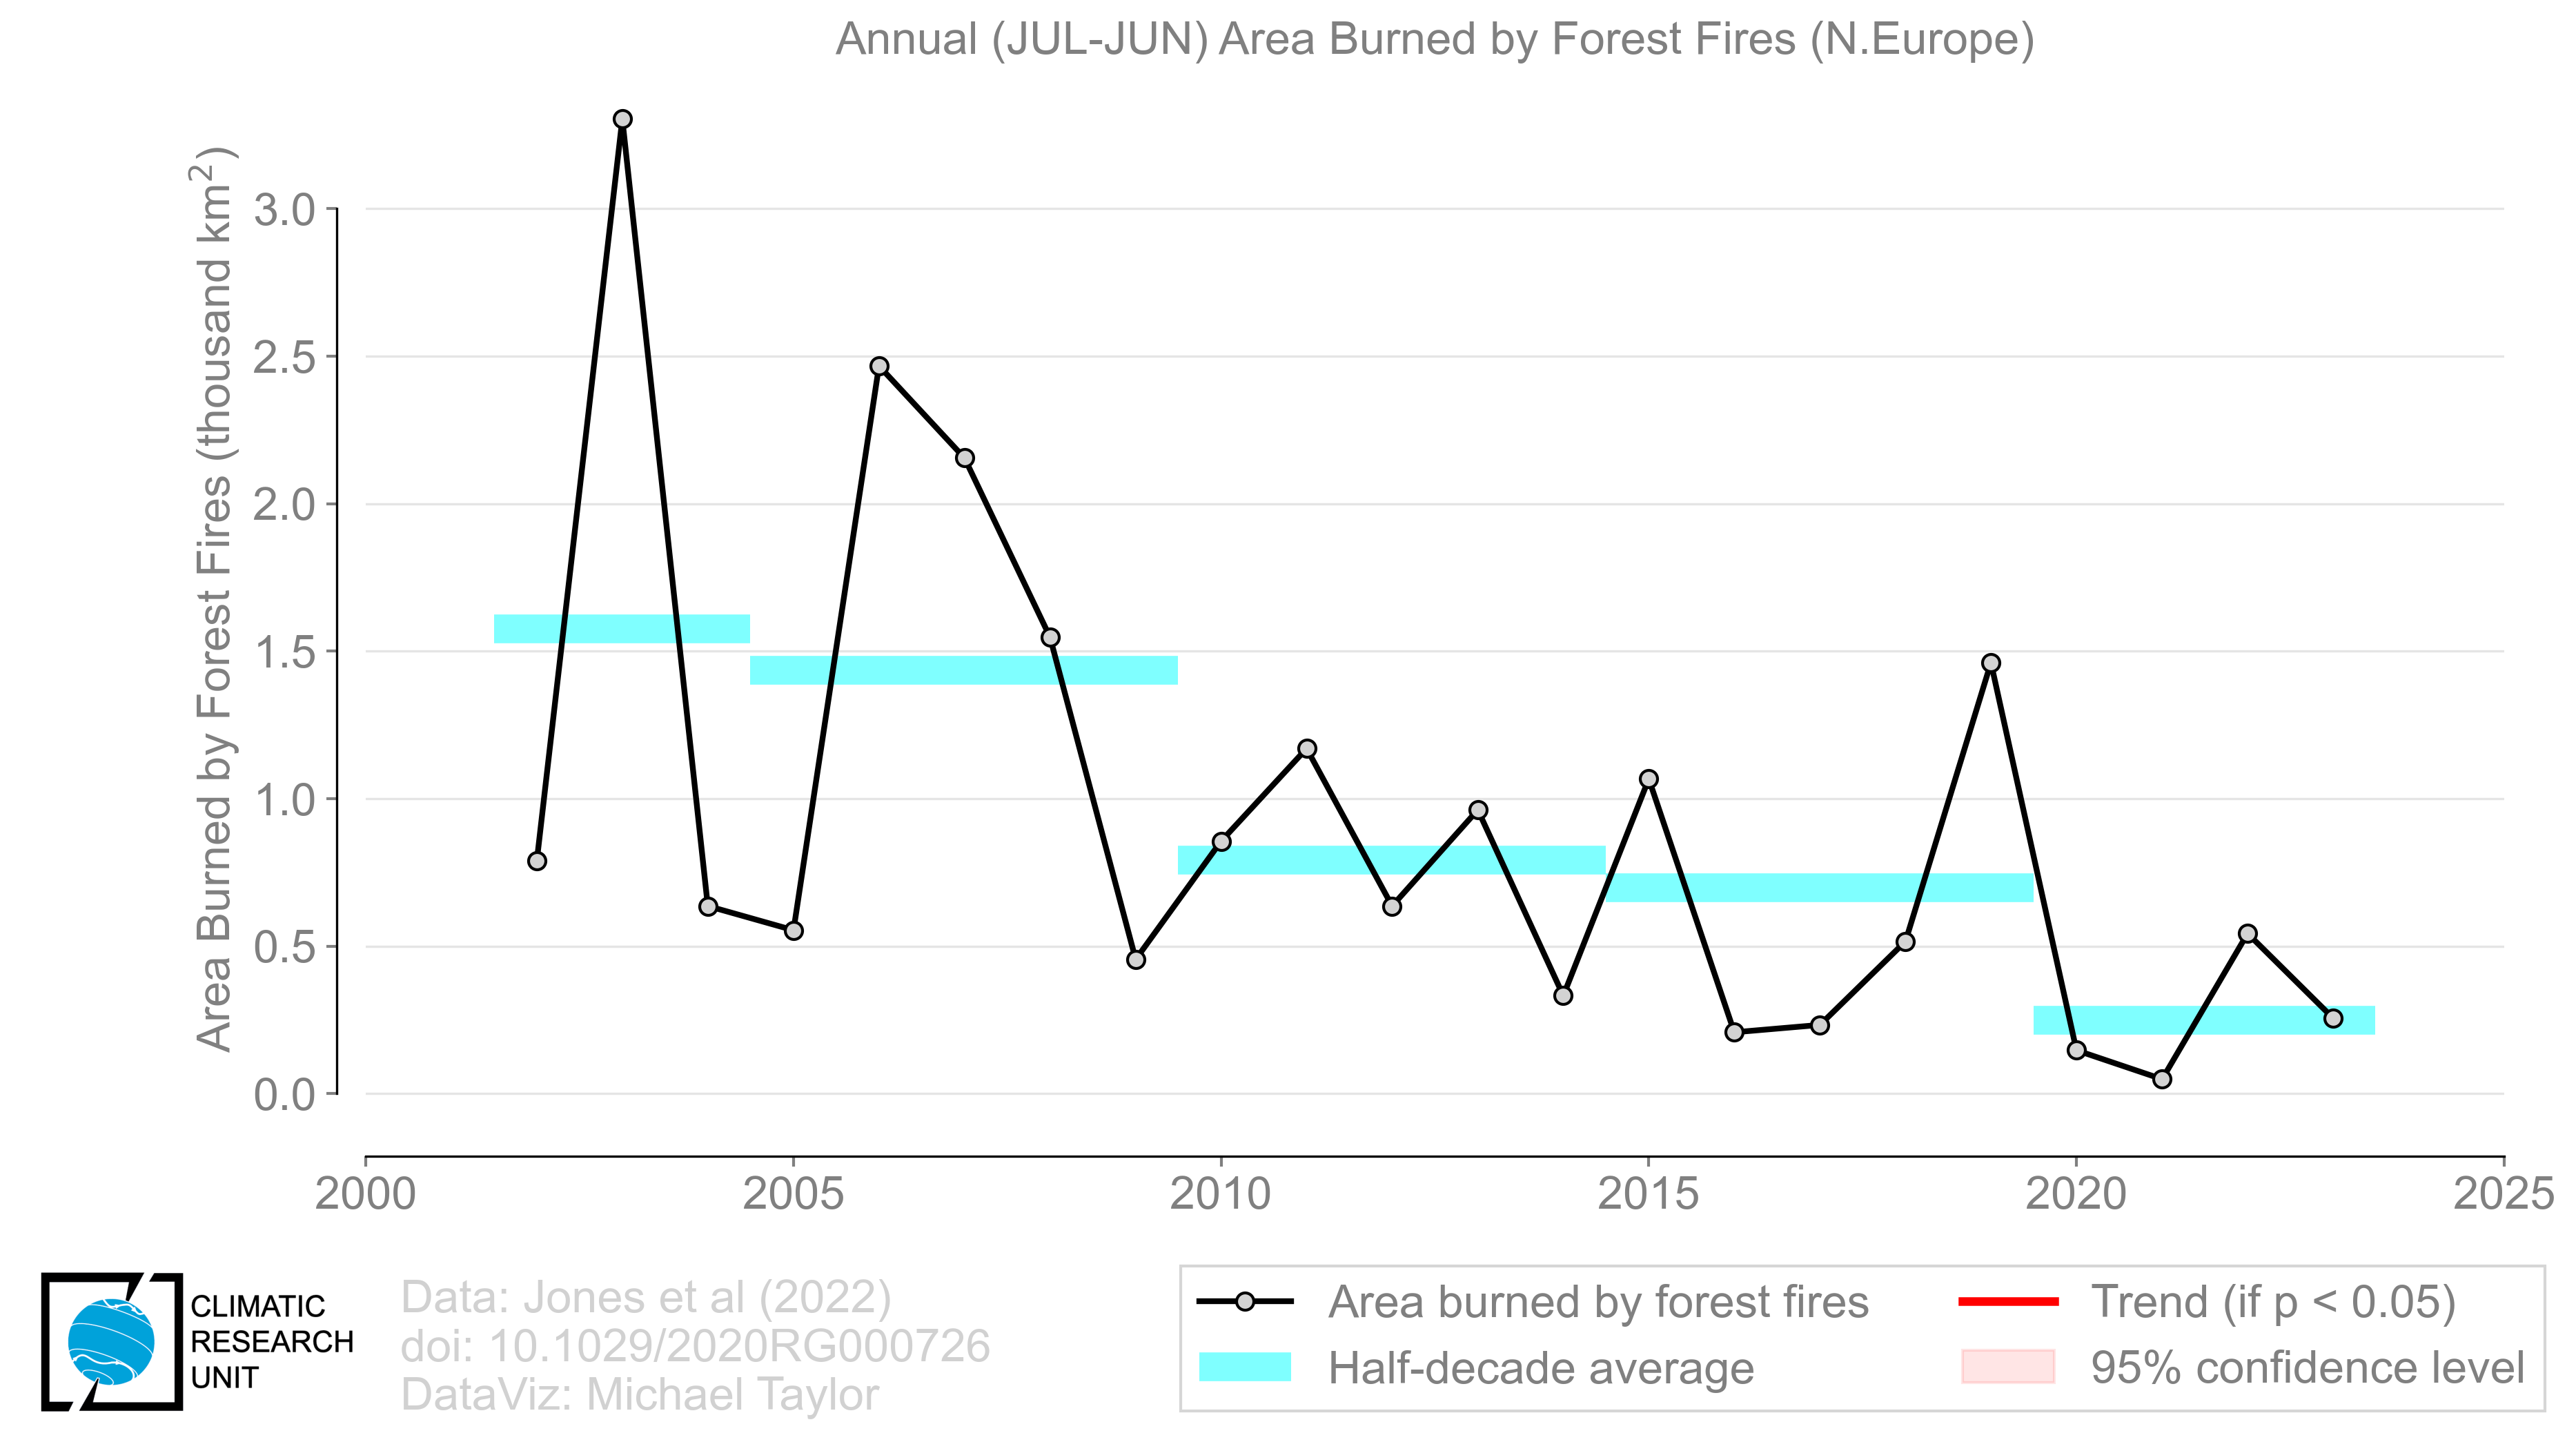 Annual (JUL-JUN) Area Burned by Forest Fires (N.Europe)
Area Burned by Forest Fires (thousand km²)
3.0
2.5
2.0
1.5
1.0
0.5
0.0
2000 2005 2010 2015 2020 2025
CLIMATIC
RESEARCH
UNIT
Data: Jones et al (2022)
doi: 10.1029/2020RG000726
DataViz: Michael Taylor
Area burned by forest fires
Half-decade average
Trend (if p < 0.05)
95% confidence level